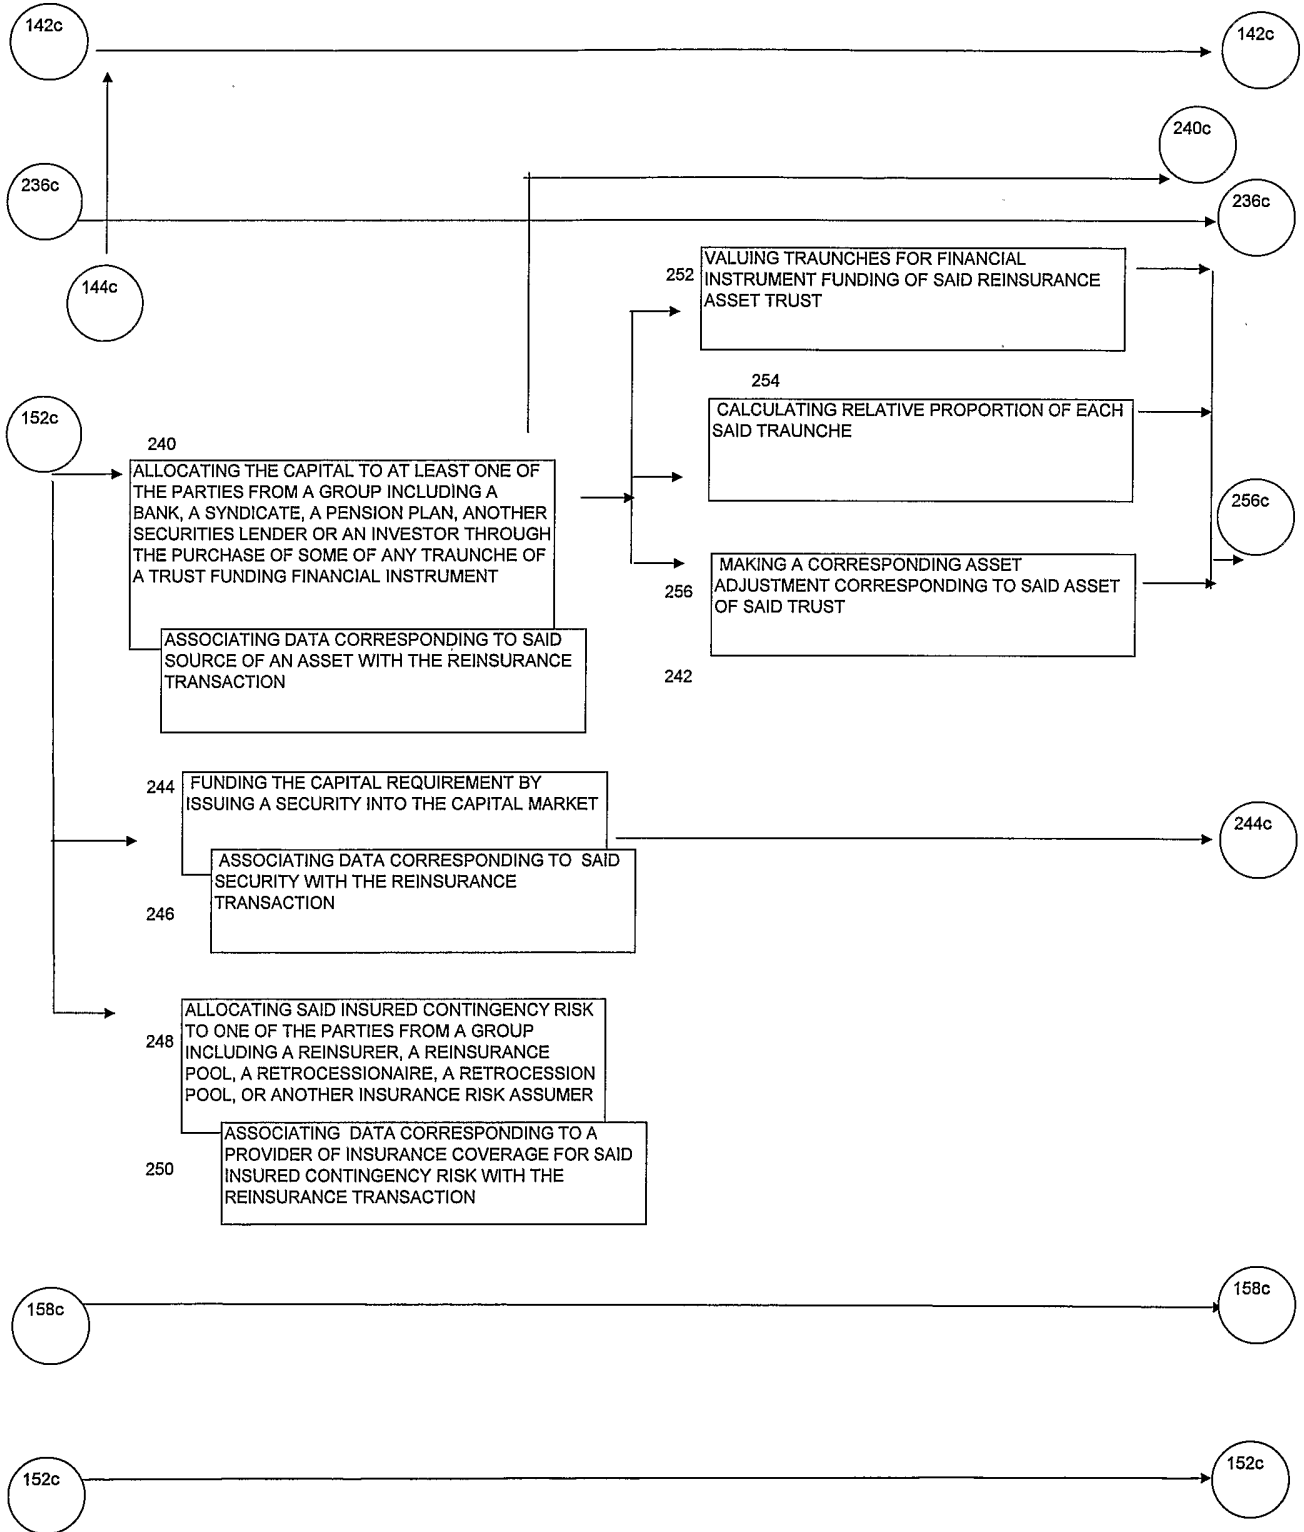 142c
142c
240c
236c
236c
144c
252
VALUING TRAUNCHES FOR FINANCIAL
INSTRUMENT FUNDING OF SAID REINSURANCE
ASSET TRUST
254
CALCULATING RELATIVE PROPORTION OF EACH
SAID TRAUNCHE
152c
240
ALLOCATING THE CAPITAL TO AT LEAST ONE OF
THE PARTIES FROM A GROUP INCLUDING A
BANK, A SYNDICATE, A PENSION PLAN, ANOTHER
SECURITIES LENDER OR AN INVESTOR THROUGH
THE PURCHASE OF SOME OF ANY TRAUNCHE OF
A TRUST FUNDING FINANCIAL INSTRUMENT
256c
256
MAKING A CORRESPONDING ASSET
ADJUSTMENT CORRESPONDING TO SAID ASSET
OF SAID TRUST
242
ASSOCIATING DATA CORRESPONDING TO SAID
SOURCE OF AN ASSET WITH THE REINSURANCE
TRANSACTION
244
FUNDING THE CAPITAL REQUIREMENT BY
ISSUING A SECURITY INTO THE CAPITAL MARKET
244c
246
ASSOCIATING DATA CORRESPONDING TO SAID
SECURITY WITH THE REINSURANCE
TRANSACTION
248
ALLOCATING SAID INSURED CONTINGENCY RISK
TO ONE OF THE PARTIES FROM A GROUP
INCLUDING A REINSURER, A REINSURANCE
POOL, A RETROCESSIONAIRE, A RETROCESSION
POOL, OR ANOTHER INSURANCE RISK ASSUMER
250
ASSOCIATING DATA CORRESPONDING TO A
PROVIDER OF INSURANCE COVERAGE FOR SAID
INSURED CONTINGENCY RISK WITH THE
REINSURANCE TRANSACTION
158c
158c
152c
152c